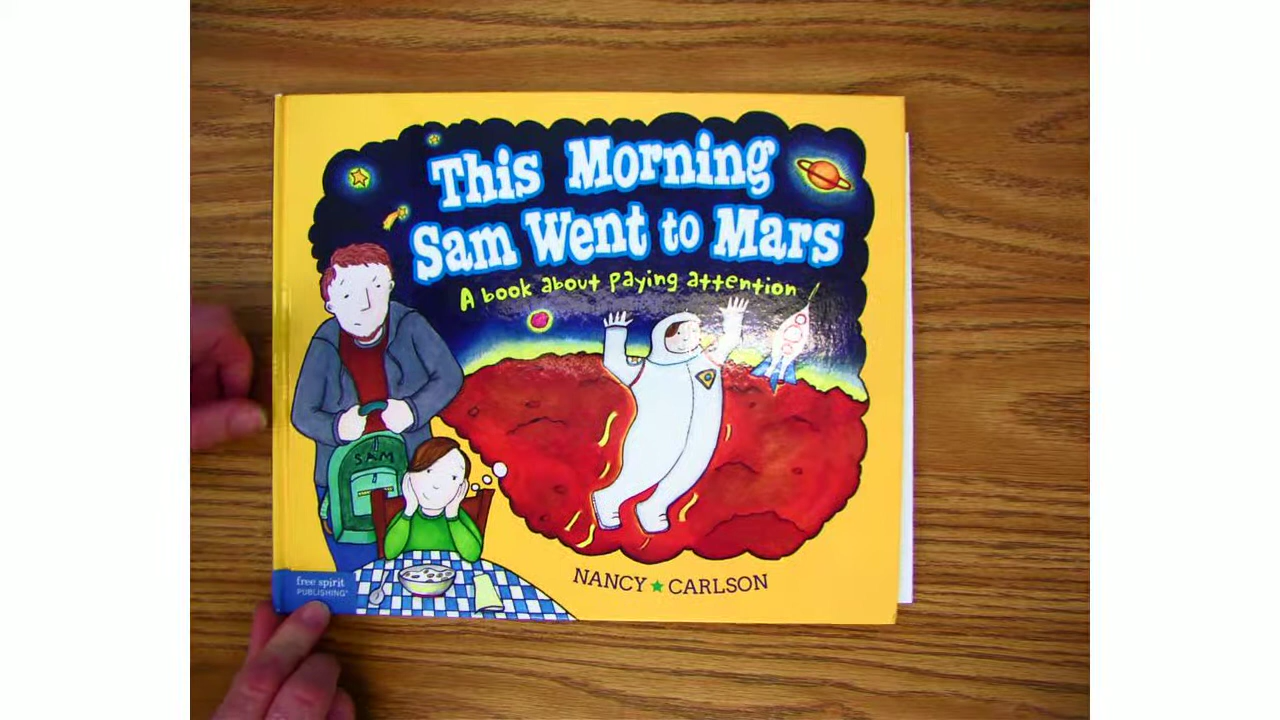 This Morning
Sam Went to Mars
A book about paying attention
SAM
NANCY CARLSON
free spirit
PUBLISHING®